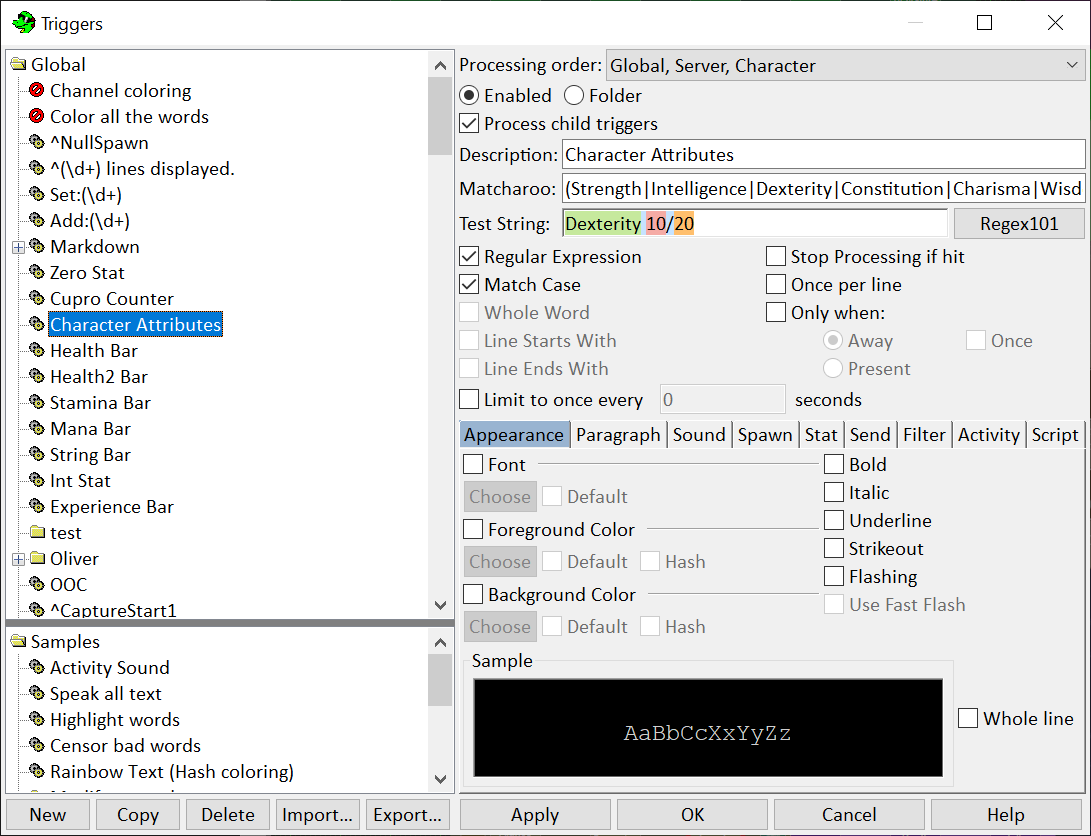 Triggers
Global
Channel coloring
Color all the words
^NullSpawn
^(\d+) lines displayed.
Set:(\d+)
Add:(\d+)
Markdown
Zero Stat
Cupro Counter
Character Attributes
Health Bar
Health2 Bar
Stamina Bar
Mana Bar
String Bar
Int Stat
Experience Bar
test
Oliver
OOC
^CaptureStart1
Samples
Activity Sound
Speak all text
Highlight words
Censor bad words
Rainbow Text (Hash coloring)
New Copy Delete Import... Export...
Processing order: Global, Server, Character
Enabled Folder
Process child triggers
Description: Character Attributes
Matcharoo: (Strength|Intelligence|Dexterity|Constitution|Charisma|Wisd
Test String: Dexterity 10/20 Regex101
Regular Expression Stop Processing if hit
Match Case Once per line
Whole Word Only when:
Line Starts With Away Once
Line Ends With Present
Limit to once every 0 seconds
Appearance Paragraph Sound Spawn Stat Send Filter Activity Script
Font Bold
Choose Default Italic
Foreground Color Underline
Choose Default Hash Strikeout
Background Color Flashing
Choose Default Hash Use Fast Flash
Sample
AaBbCcXxYyZz Whole line
Apply OK Cancel Help